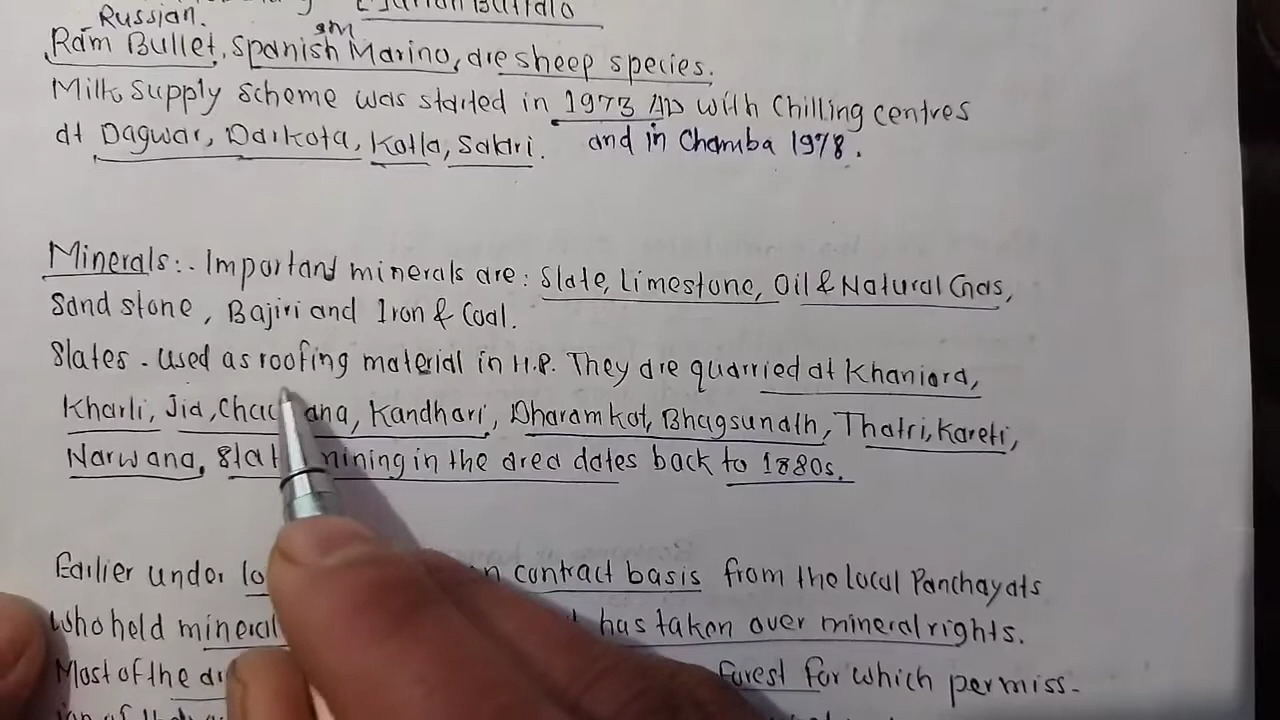 Buffalo
Russian.
Ram Bullet, Spanish Marino, are sheep species.
Milk Supply Scheme was started in 1973 AD with Chilling centres
at Dagwar, Darkota, Kotla, Sakri. and in Chamba 1978.
Minerals:. Important minerals are: Slate, Limestone, Oil & Natural Gas,
Sand stone, Bajiri and Iron & Coal.
Slates - used as roofing material in H.P. They are quarried at Khaniara,
Kharli, Jia, Kandhari, Dharamkot, Bhagsunath, Thatri, Kareti,
Narwana, mining in the area dates back to 1880s.
Earlier under contract basis from the local Panchayats
who held mineral has taken over mineral rights.
Most of the forest for which permiss-